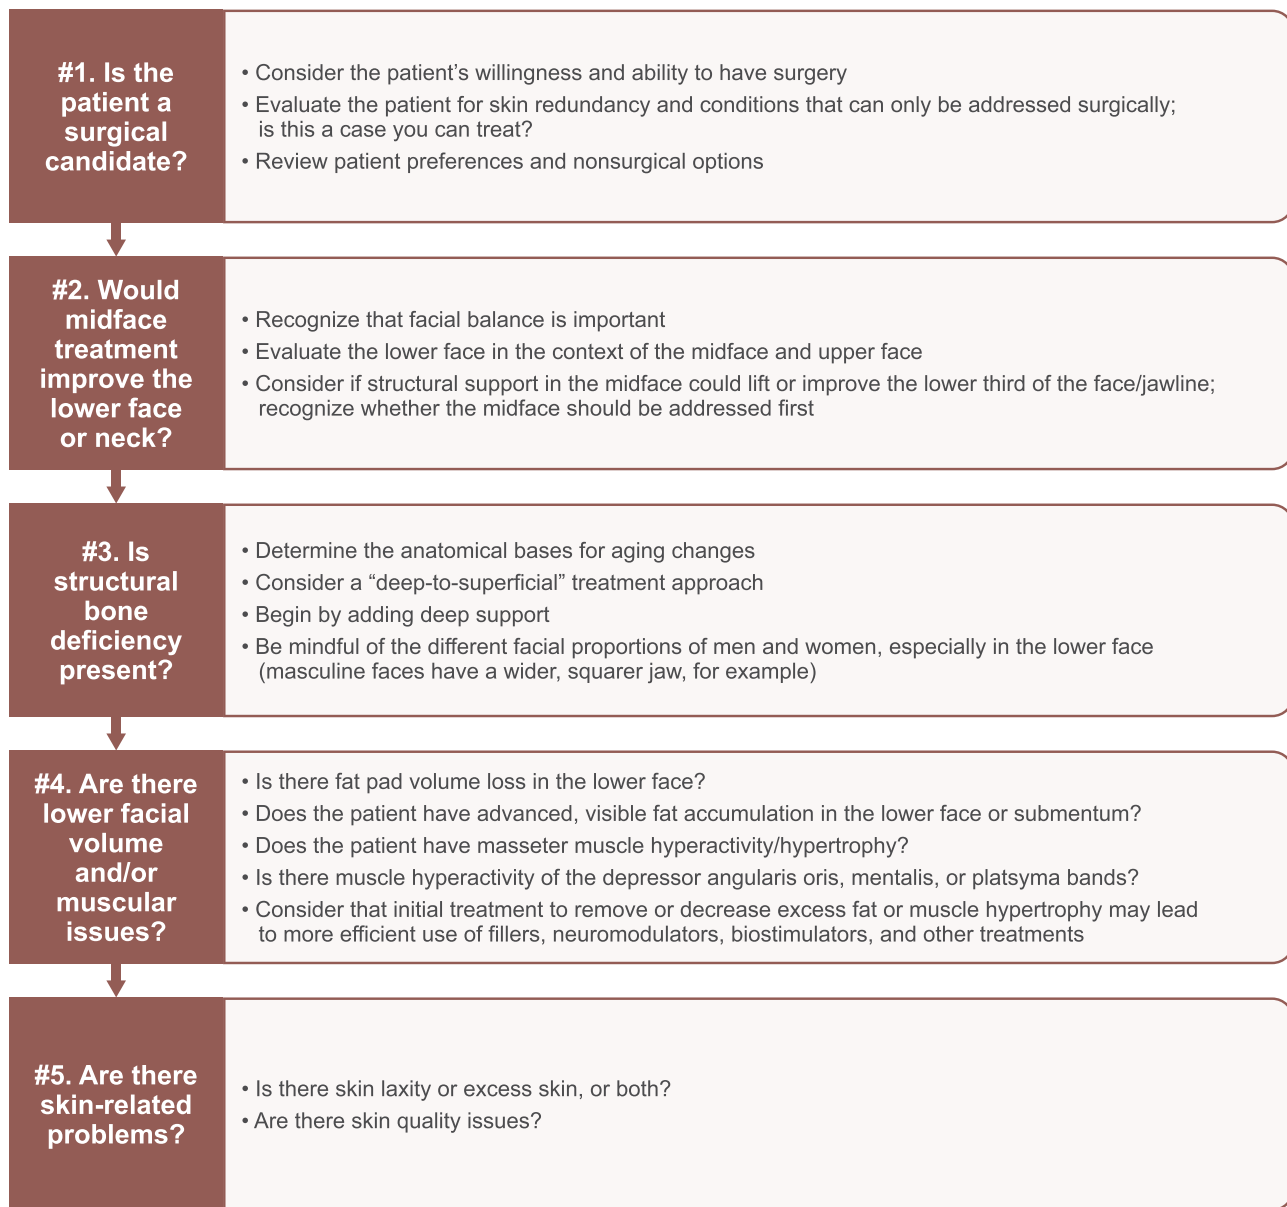 #1. Is the
patient a
surgical
candidate?
• Consider the patient’s willingness and ability to have surgery
• Evaluate the patient for skin redundancy and conditions that can only be addressed surgically;
is this a case you can treat?
• Review patient preferences and nonsurgical options
#2. Would
midface
treatment
improve the
lower face
or neck?
• Recognize that facial balance is important
• Evaluate the lower face in the context of the midface and upper face
• Consider if structural support in the midface could lift or improve the lower third of the face/jawline;
recognize whether the midface should be addressed first
#3. Is
structural
bone
deficiency
present?
• Determine the anatomical bases for aging changes
• Consider a “deep-to-superficial” treatment approach
• Begin by adding deep support
• Be mindful of the different facial proportions of men and women, especially in the lower face
(masculine faces have a wider, squarer jaw, for example)
#4. Are there
lower facial
volume
and/or
muscular
issues?
• Is there fat pad volume loss in the lower face?
• Does the patient have advanced, visible fat accumulation in the lower face or submentum?
• Does the patient have masseter muscle hyperactivity/hypertrophy?
• Is there muscle hyperactivity of the depressor angularis oris, mentalis, or platsyma bands?
• Consider that initial treatment to remove or decrease excess fat or muscle hypertrophy may lead
to more efficient use of fillers, neuromodulators, biostimulators, and other treatments
#5. Are there
skin-related
problems?
• Is there skin laxity or excess skin, or both?
• Are there skin quality issues?